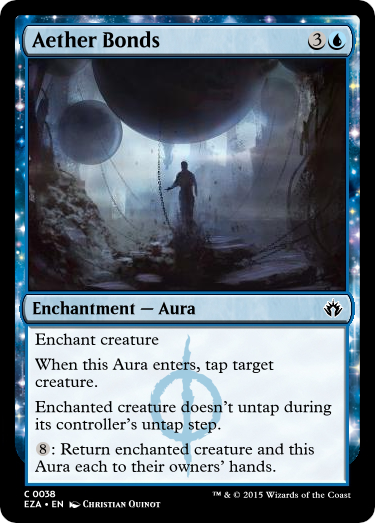 Aether Bonds 3
Enchantment — Aura
Enchant creature
When this Aura enters, tap target
creature.
Enchanted creature doesn't untap during
its controller's untap step.
8: Return enchanted creature and this
Aura each to their owners' hands.
C 0038
EZA • EN Christian Quinot
™ & © 2015 Wizards of the Coast